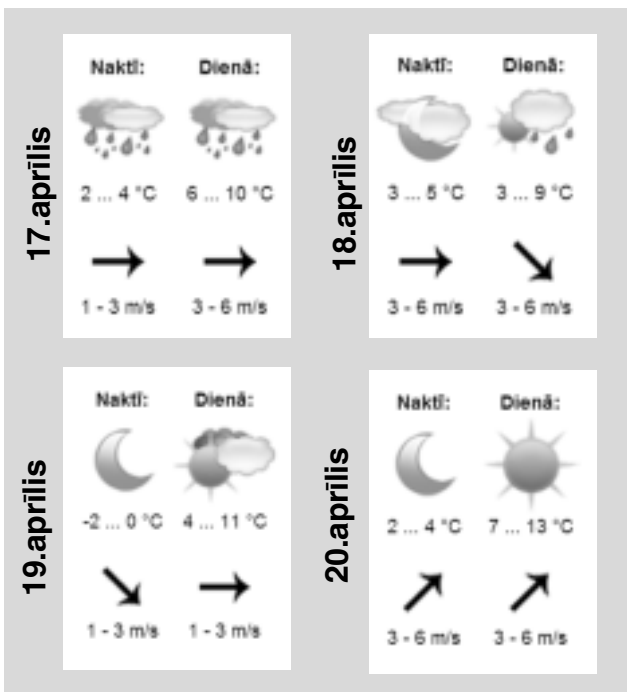 17.aprīlis
Naktī: Dienā:
2 ... 4 °C 6 ... 10 °C
1 - 3 m/s 3 - 6 m/s
18.aprīlis
Naktī: Dienā:
3 ... 5 °C 3 ... 9 °C
3 - 6 m/s 3 - 6 m/s
19.aprīlis
Naktī: Dienā:
-2 ... 0 °C 4 ... 11 °C
1 - 3 m/s 1 - 3 m/s
20.aprīlis
Naktī: Dienā:
2 ... 4 °C 7 ... 13 °C
3 - 6 m/s 3 - 6 m/s